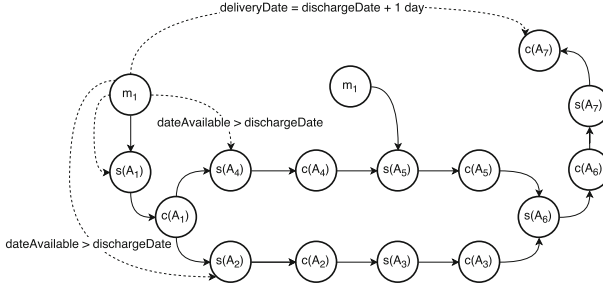 deliveryDate = dischargeDate + 1 day
c(A₇)
m₁
m₁
s(A₇)
dateAvailable > dischargeDate
s(A₁)
s(A₄)
c(A₄)
s(A₅)
c(A₅)
c(A₆)
c(A₁)
s(A₆)
dateAvailable > dischargeDate
s(A₂)
c(A₂)
s(A₃)
c(A₃)